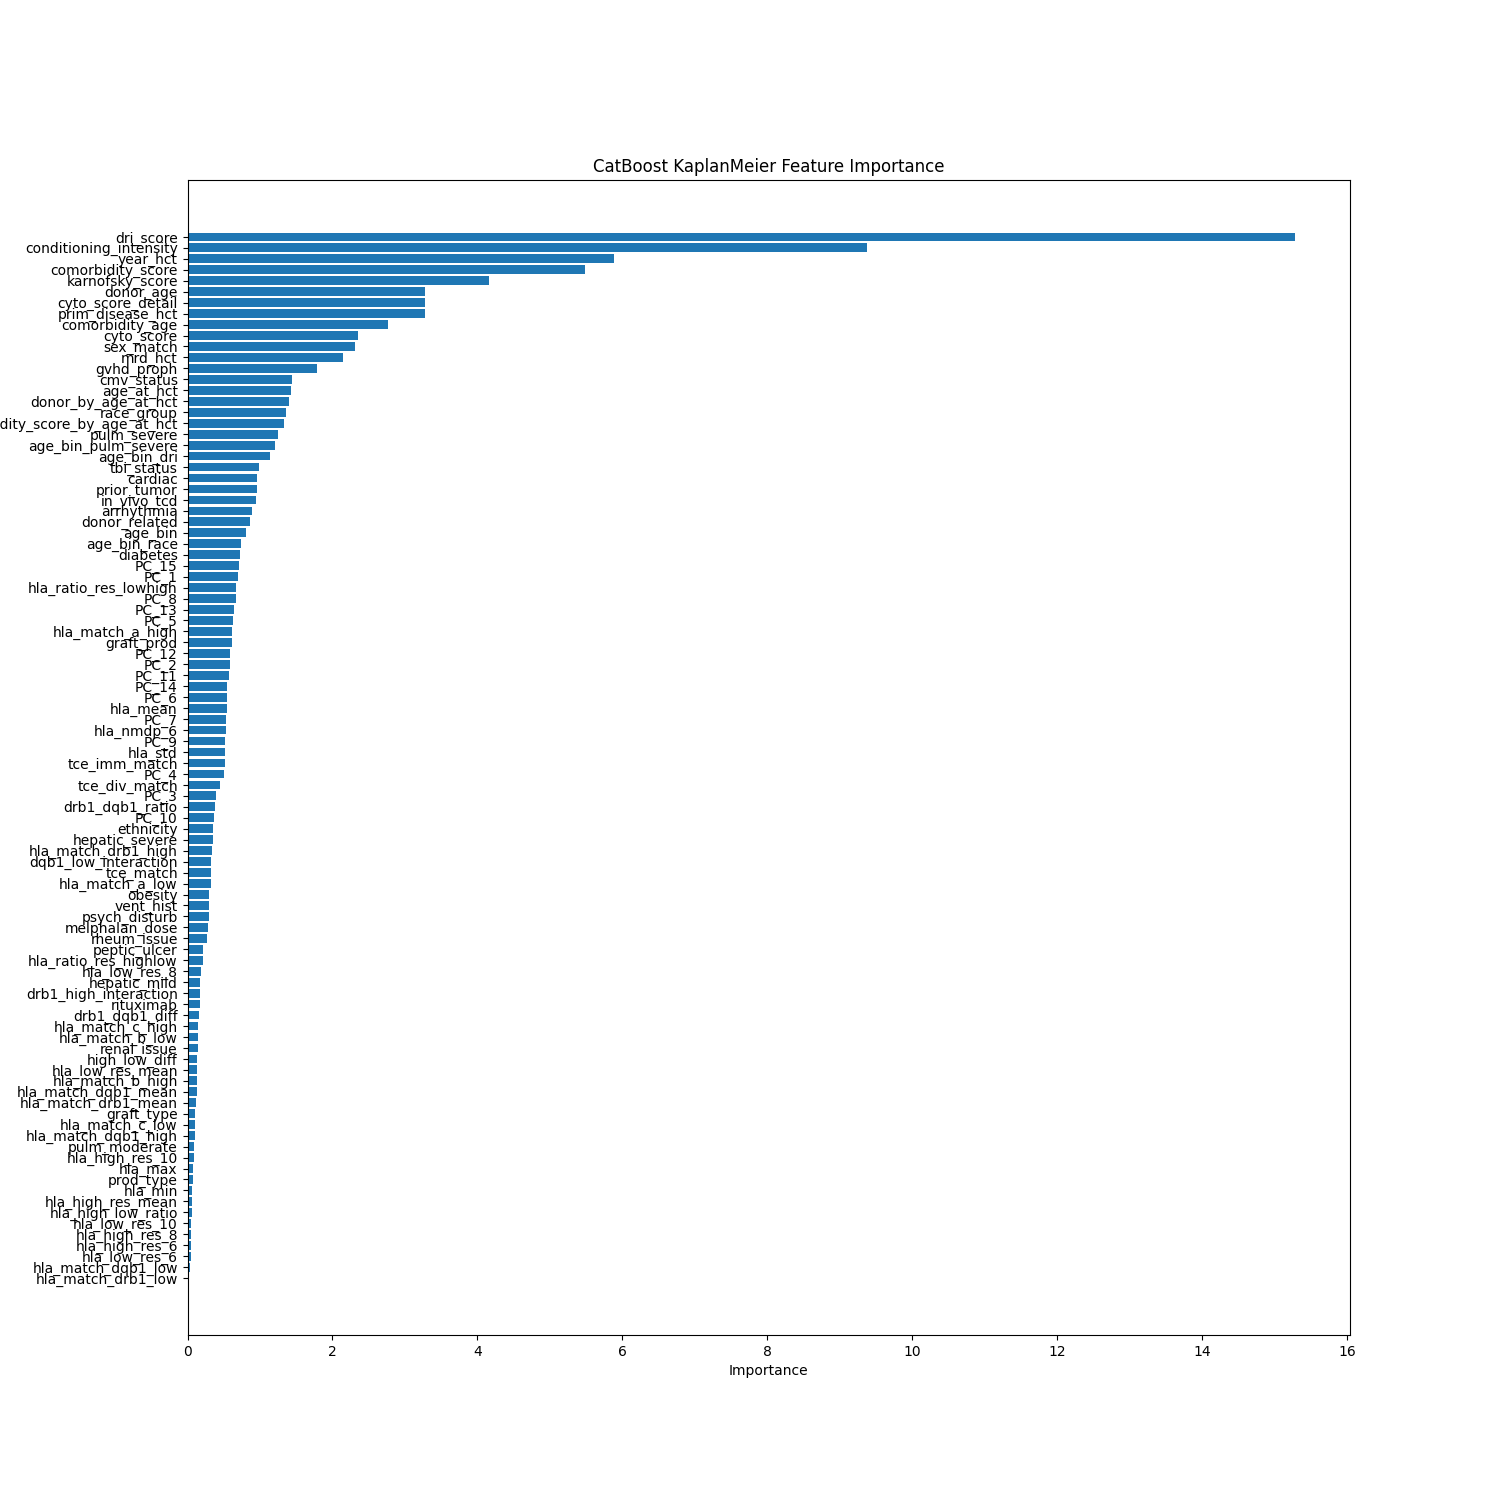 CatBoost KaplanMeier Feature Importance
dri_score
conditioning_intensity
year_hct
comorbidity_score
karnofsky_score
donor_age
cyto_score_detail
prim_disease_hct
comorbidity_age
cyto_score
sex_match
mrd_hct
gvhd_proph
cmv_status
age_at_hct
donor_by_age_at_hct
race_group
dity_score_by_age_at_hct
pulm_severe
age_bin_pulm_severe
age_bin_dri
tbi_status
cardiac
prior_tumor
in_vivo_tcd
arrhythmia
donor_related
age_bin
age_bin_race
diabetes
PC_15
PC_1
hla_ratio_res_lowhigh
PC_8
PC_13
PC_5
hla_match_a_high
graft_prod
PC_12
PC_2
PC_11
PC_14
PC_6
hla_mean
PC_7
hla_nmdp_6
PC_9
hla_std
tce_imm_match
PC_4
tce_div_match
PC_3
drb1_dqb1_ratio
PC_10
ethnicity
hepatic_severe
hla_match_drb1_high
dqb1_low_interaction
tce_match
hla_match_a_low
obesity
vent_hist
psych_disturb
melphalan_dose
rheum_issue
peptic_ulcer
hla_ratio_res_highlow
hla_low_res_8
hepatic_mild
drb1_high_interaction
rituximab
drb1_dqb1_diff
hla_match_c_high
hla_match_b_low
renal_issue
high_low_diff
hla_low_res_mean
hla_match_b_high
hla_match_dqb1_mean
hla_match_drb1_mean
graft_type
hla_match_c_low
hla_match_dqb1_high
pulm_moderate
hla_high_res_10
hla_max
prod_type
hla_min
hla_high_res_mean
hla_high_low_ratio
hla_low_res_10
hla_high_res_8
hla_high_res_6
hla_low_res_6
hla_match_dqb1_low
hla_match_drb1_low
0 2 4 6 8 10 12 14 16
Importance